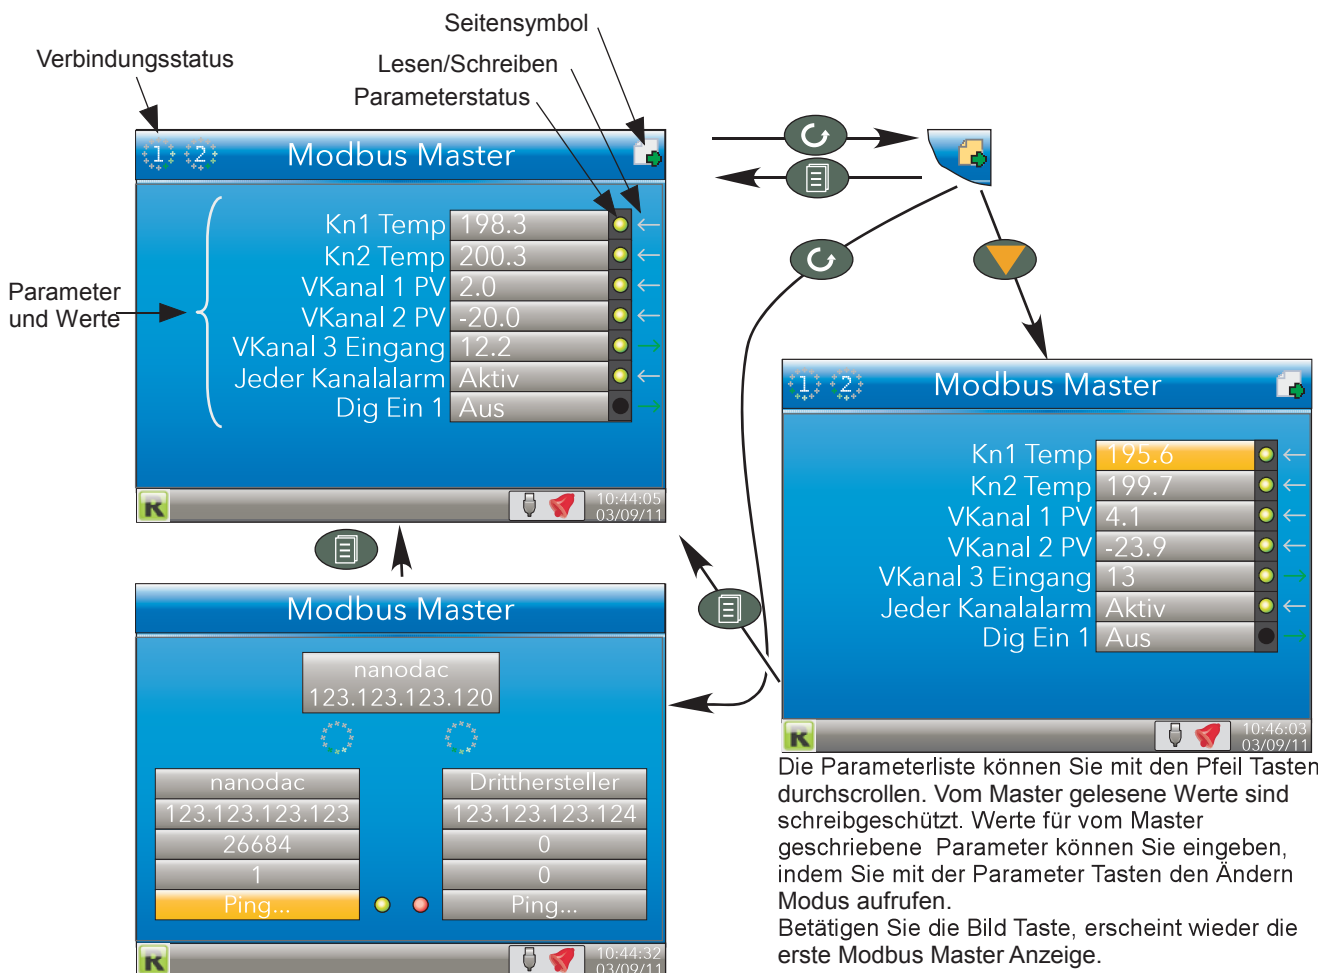 Seitensymbol
Verbindungsstatus
Lesen/Schreiben
Parameterstatus
1 2 Modbus Master
Kn1 Temp 198.3
Kn2 Temp 200.3
VKanal 1 PV 2.0
VKanal 2 PV -20.0
VKanal 3 Eingang 12.2
Jeder Kanalalarm Aktiv
Dig Ein 1 Aus
Parameter
und Werte
R 10:44:05
03/09/11
1 2 Modbus Master
Kn1 Temp 195.6
Kn2 Temp 199.7
VKanal 1 PV 4.1
VKanal 2 PV -23.9
VKanal 3 Eingang 13
Jeder Kanalalarm Aktiv
Dig Ein 1 Aus
R 10:46:03
03/09/11
Modbus Master
nanodac
123.123.123.120
nanodac Dritthersteller
123.123.123.123 123.123.123.124
26684 0
1 0
Ping... Ping...
R 10:44:32
03/09/11
Die Parameterliste können Sie mit den Pfeil Tasten
durchscrollen. Vom Master gelesene Werte sind
schreibgeschützt. Werte für vom Master
geschriebene Parameter können Sie eingeben,
indem Sie mit der Parameter Tasten den Ändern
Modus aufrufen.
Betätigen Sie die Bild Taste, erscheint wieder die
erste Modbus Master Anzeige.